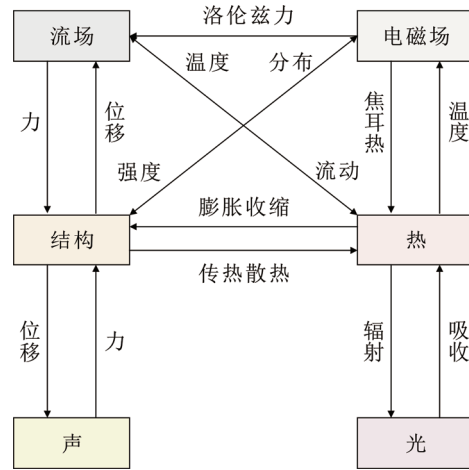 洛伦兹力
流场
电磁场
温度
分布
力
位移
焦耳热
温度
强度
流动
膨胀收缩
结构
热
传热散热
位移
力
辐射
吸收
声
光